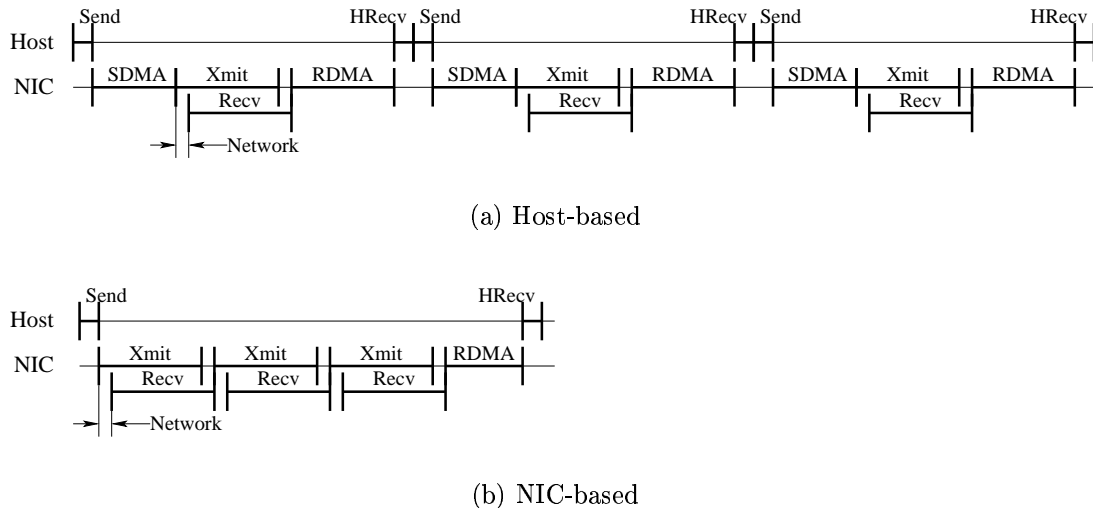 Send HRecv Send HRecv Send HRecv
Host
SDMA Xmit RDMA SDMA Xmit RDMA SDMA Xmit RDMA
NIC
Recv Recv Recv
Network
(a) Host-based
Send HRecv
Host
Xmit Xmit Xmit RDMA
NIC
Recv Recv Recv
Network
(b) NIC-based